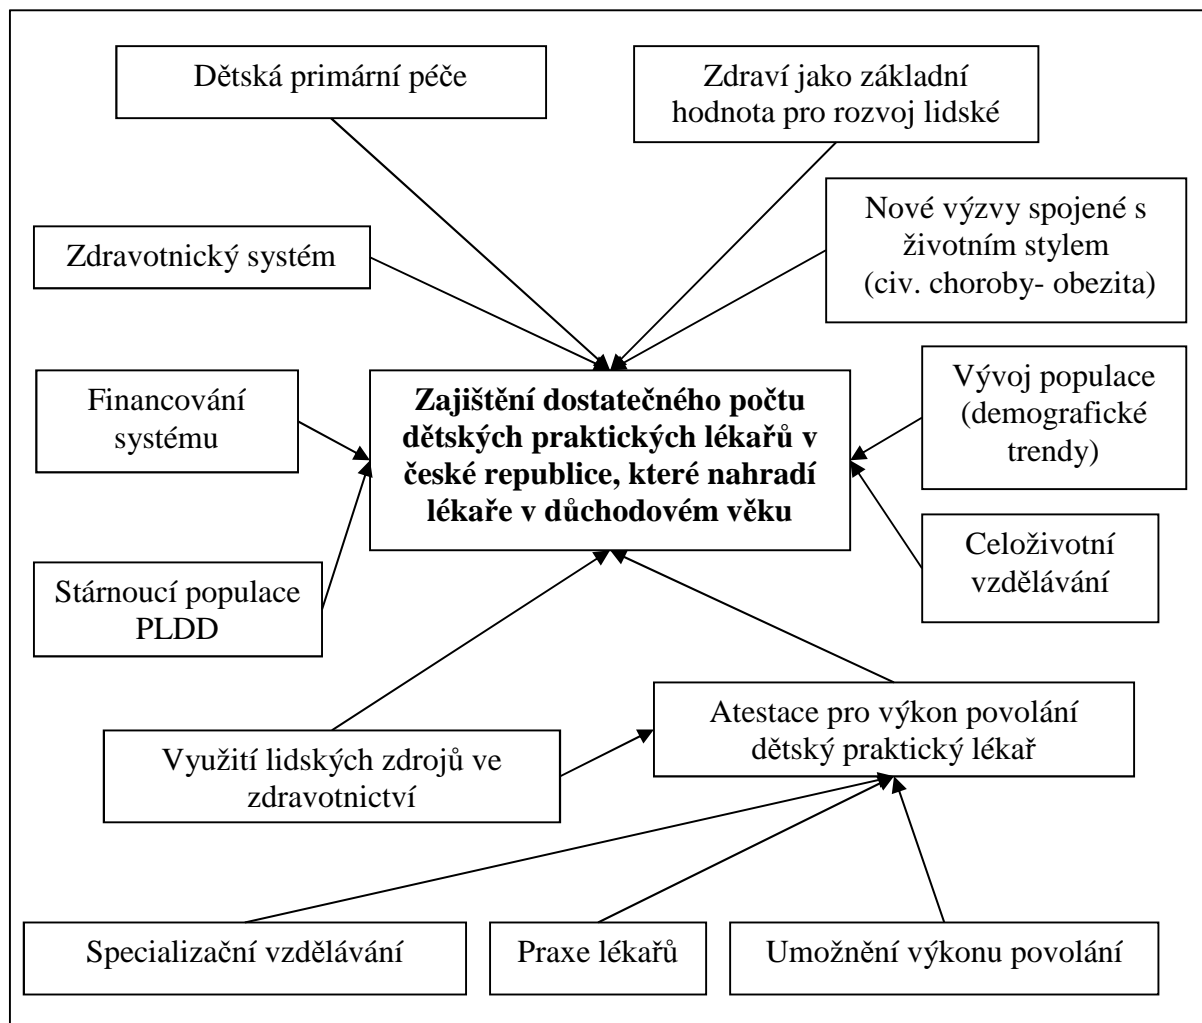 Dětská primární péče
Zdraví jako základní
hodnota pro rozvoj lidské
Nové výzvy spojené s
životním stylem
(civ. choroby- obezita)
Zdravotnický systém
Financování
systému
Zajištění dostatečného počtu
dětských praktických lékařů v
české republice, které nahradí
lékaře v důchodovém věku
Vývoj populace
(demografické
trendy)
Stárnoucí populace
PLDD
Celoživotní
vzdělávání
Využití lidských zdrojů ve
zdravotnictví
Atestace pro výkon povolání
dětský praktický lékař
Specializační vzdělávání
Praxe lékařů
Umožnění výkonu povolání